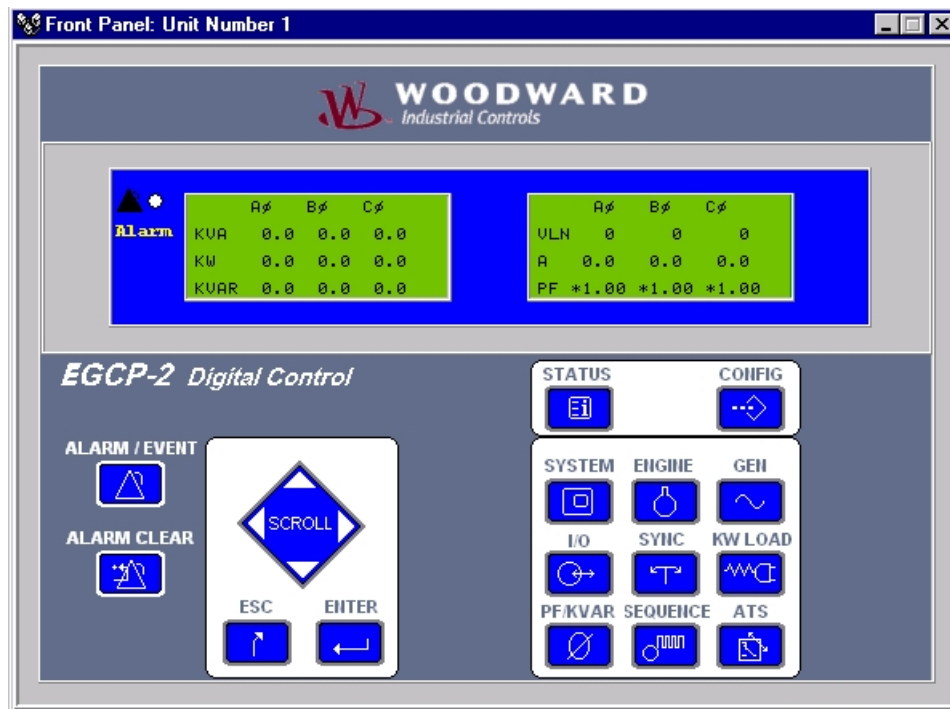 Front Panel: Unit Number 1
WOODWARD
Industrial Controls
Alarm
AØ BØ CØ
KVA 0.0 0.0 0.0
KW 0.0 0.0 0.0
KVAR 0.0 0.0 0.0
AØ BØ CØ
VLN 0 0 0
A 0.0 0.0 0.0
PF *1.00 *1.00 *1.00
EGCP-2 Digital Control
STATUS CONFIG
ALARM / EVENT
ALARM CLEAR
SCROLL
ESC ENTER
SYSTEM ENGINE GEN
I/O SYNC KW LOAD
PF/KVAR SEQUENCE ATS